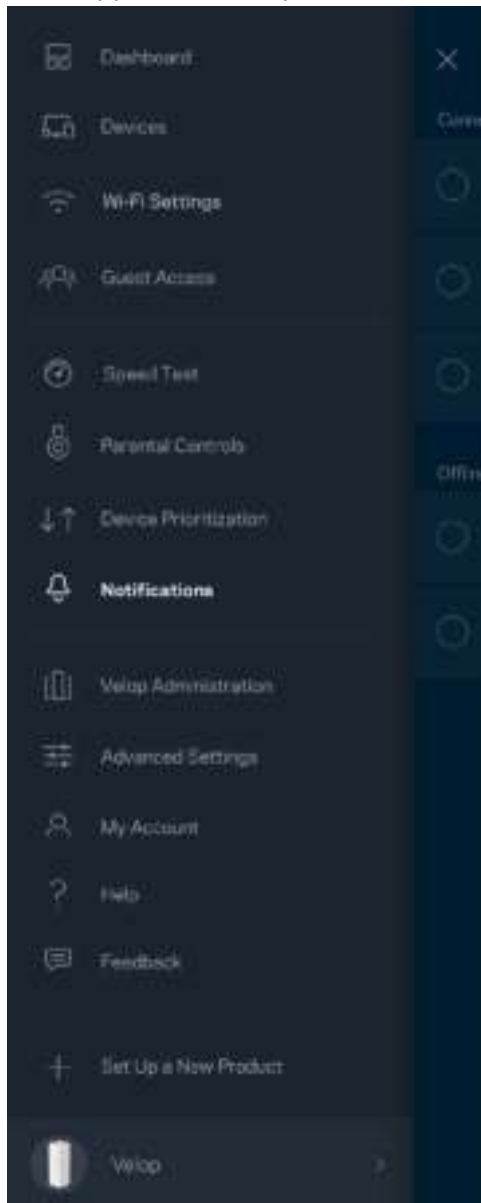 Dashboard
Devices
Wi-Fi Settings
Guest Access
Speed Test
Parental Controls
Device Prioritization
Notifications
Velop Administration
Advanced Settings
My Account
Help
Feedback
Set Up a New Product
Velop